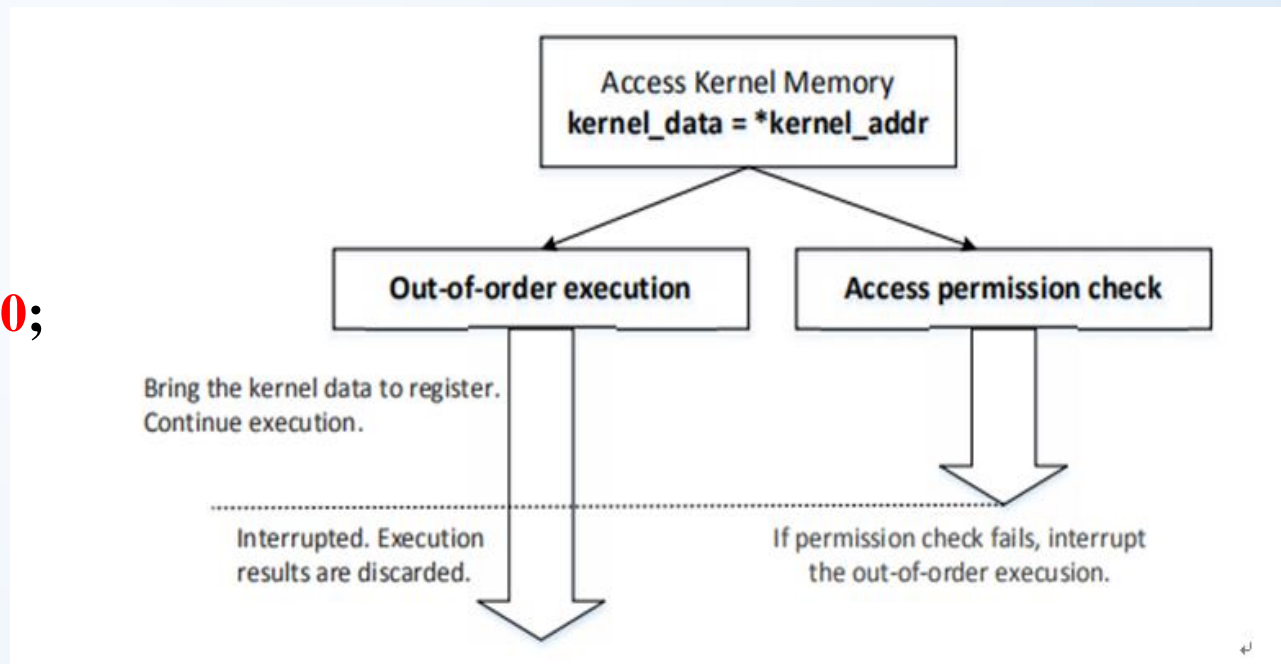 Access Kernel Memory
kernel_data = *kernel_addr
Out-of-order execution
Access permission check
0;
Bring the kernel data to register.
Continue execution.
Interrupted. Execution
results are discarded.
If permission check fails, interrupt
the out-of-order execusion.